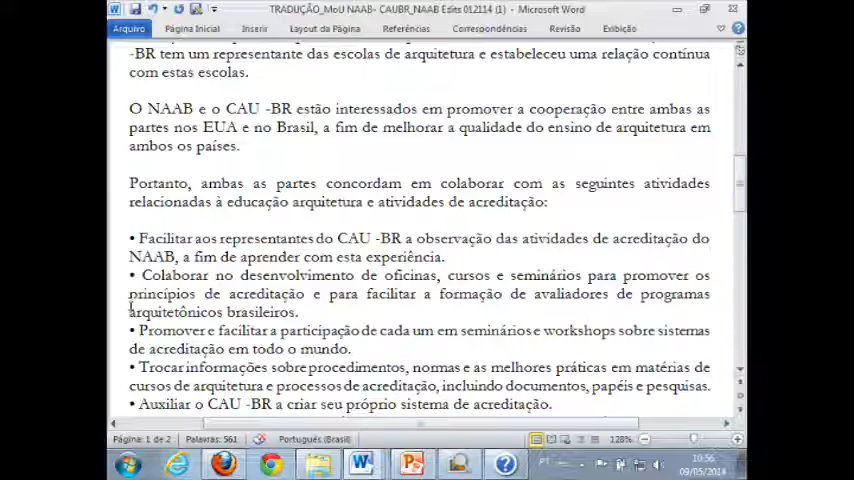 TRADUÇÃO_MoU NAAB- CAUBR_NAAB Edits 012114 (1) - Microsoft Word
Arquivo Página Inicial Inserir Layout da Página Referências Correspondências Revisão Exibição
-BR tem um representante das escolas de arquitetura e estabeleceu uma relação contínua
com estas escolas.
O NAAB e o CAU -BR estão interessados em promover a cooperação entre ambas as
partes nos EUA e no Brasil, a fim de melhorar a qualidade do ensino de arquitetura em
ambos os países.
Portanto, ambas as partes concordam em colaborar com as seguintes atividades
relacionadas à educação arquitetura e atividades de acreditação:
• Facilitar aos representantes do CAU -BR a observação das atividades de acreditação do
NAAB, a fim de aprender com esta experiência.
• Colaborar no desenvolvimento de oficinas, cursos e seminários para promover os
princípios de acreditação e para facilitar a formação de avaliadores de programas
arquitetônicos brasileiros.
• Promover e facilitar a participação de cada um em seminários e workshops sobre sistemas
de acreditação em todo o mundo.
• Trocar informações sobre procedimentos, normas e as melhores práticas em matérias de
cursos de arquitetura e processos de acreditação, incluindo documentos, papéis e pesquisas.
• Auxiliar o CAU -BR a criar seu próprio sistema de acreditação.
Página: 1 de 2 Palavras: 561 Português (Brasil) 128%
PT 10:56
09/05/2014